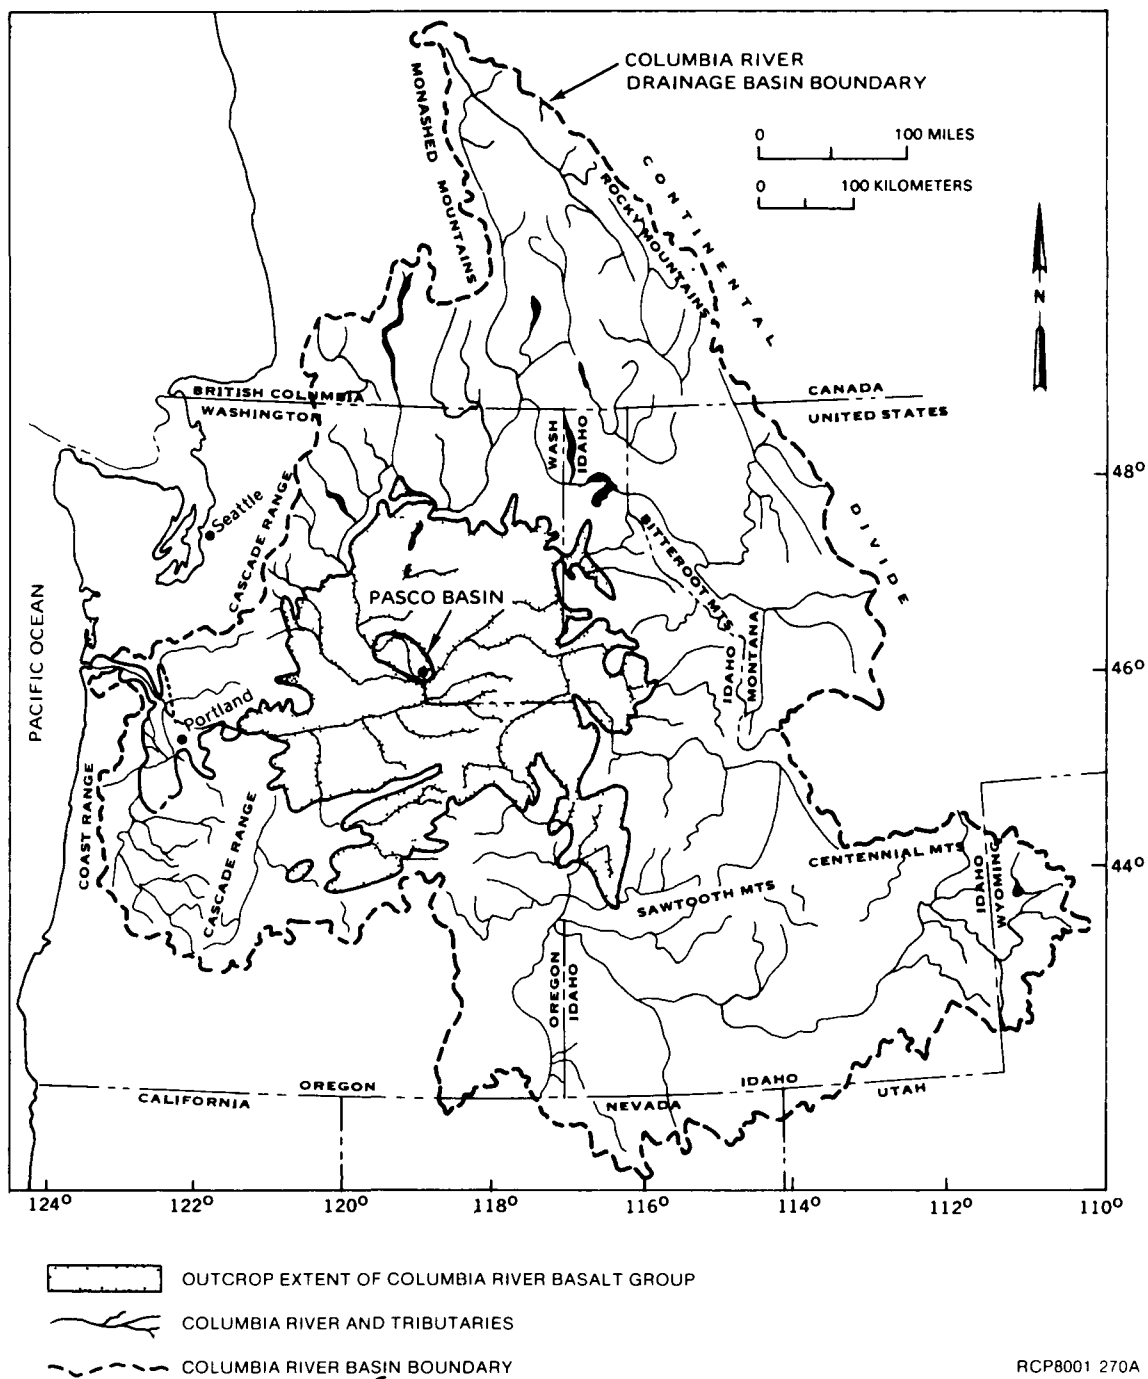 COLUMBIA RIVER
DRAINAGE BASIN BOUNDARY
MONASHED MOUNTAINS
0 100 MILES
0 100 KILOMETERS
CONTINENTAL
ROCKY MOUNTAINS
N
BRITISH COLUMBIA
WASHINGTON
CANADA
UNITED STATES
WASH
IDAHO
48°
Seattle
CASCADE RANGE
BITTEROOT MTS
DIVIDE
PASCO BASIN
PACIFIC OCEAN
IDAHO
MONTANA
46°
Portland
COAST RANGE
CASCADE RANGE
CENTENNIAL MTS
SAWTOOTH MTS
IDAHO
WYOMING
44°
OREGON
IDAHO
OREGON
CALIFORNIA
NEVADA
IDAHO
UTAH
124° 122° 120° 118° 116° 114° 112° 110°
OUTCROP EXTENT OF COLUMBIA RIVER BASALT GROUP
COLUMBIA RIVER AND TRIBUTARIES
COLUMBIA RIVER BASIN BOUNDARY
RCP8001 270A